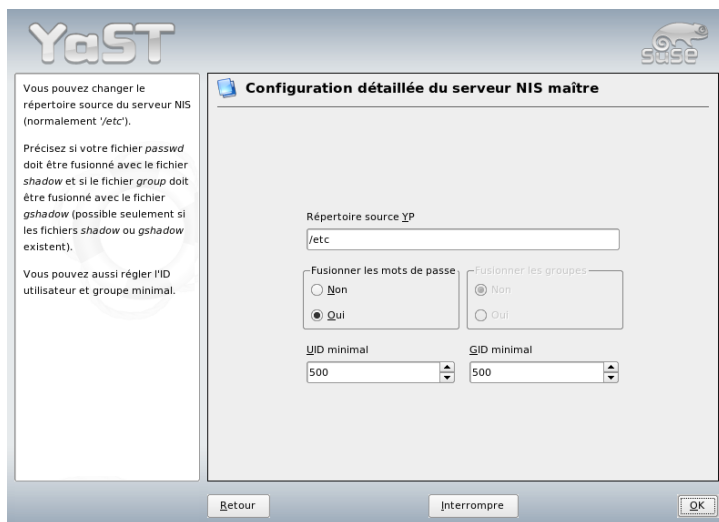 YaST
SUSE
Vous pouvez changer le
répertoire source du serveur NIS
(normalement '/etc').
Précisez si votre fichier passwd
doit être fusionné avec le fichier
shadow et si le fichier group doit
être fusionné avec le fichier
gshadow (possible seulement si
les fichiers shadow ou gshadow
existent).
Vous pouvez aussi régler l'ID
utilisateur et groupe minimal.
Configuration détaillée du serveur NIS maître
Répertoire source YP
/etc
Fusionner les mots de passe
Non
Oui
Fusionner les groupes
Non
Oui
UID minimal
500
GID minimal
500
Retour
Interrompre
OK